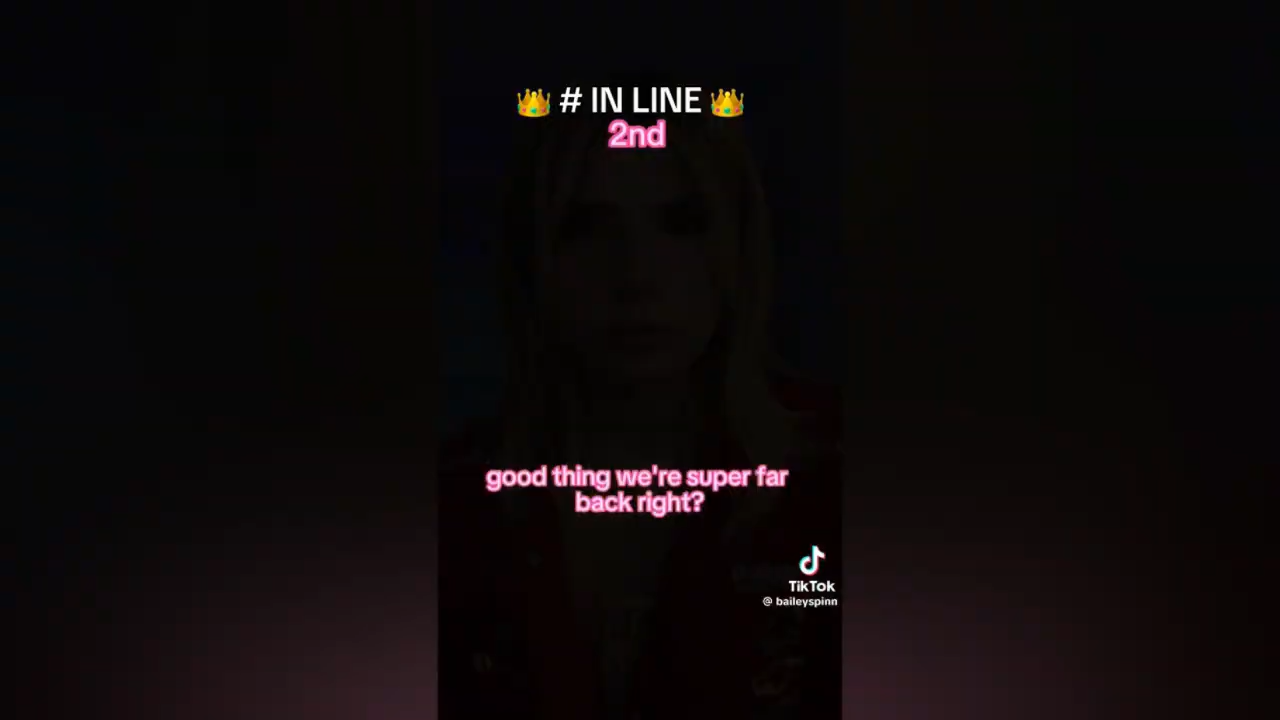 👑 # IN LINE 👑
2nd
good thing we're super far
back right?
TikTok
@ baileyspinn